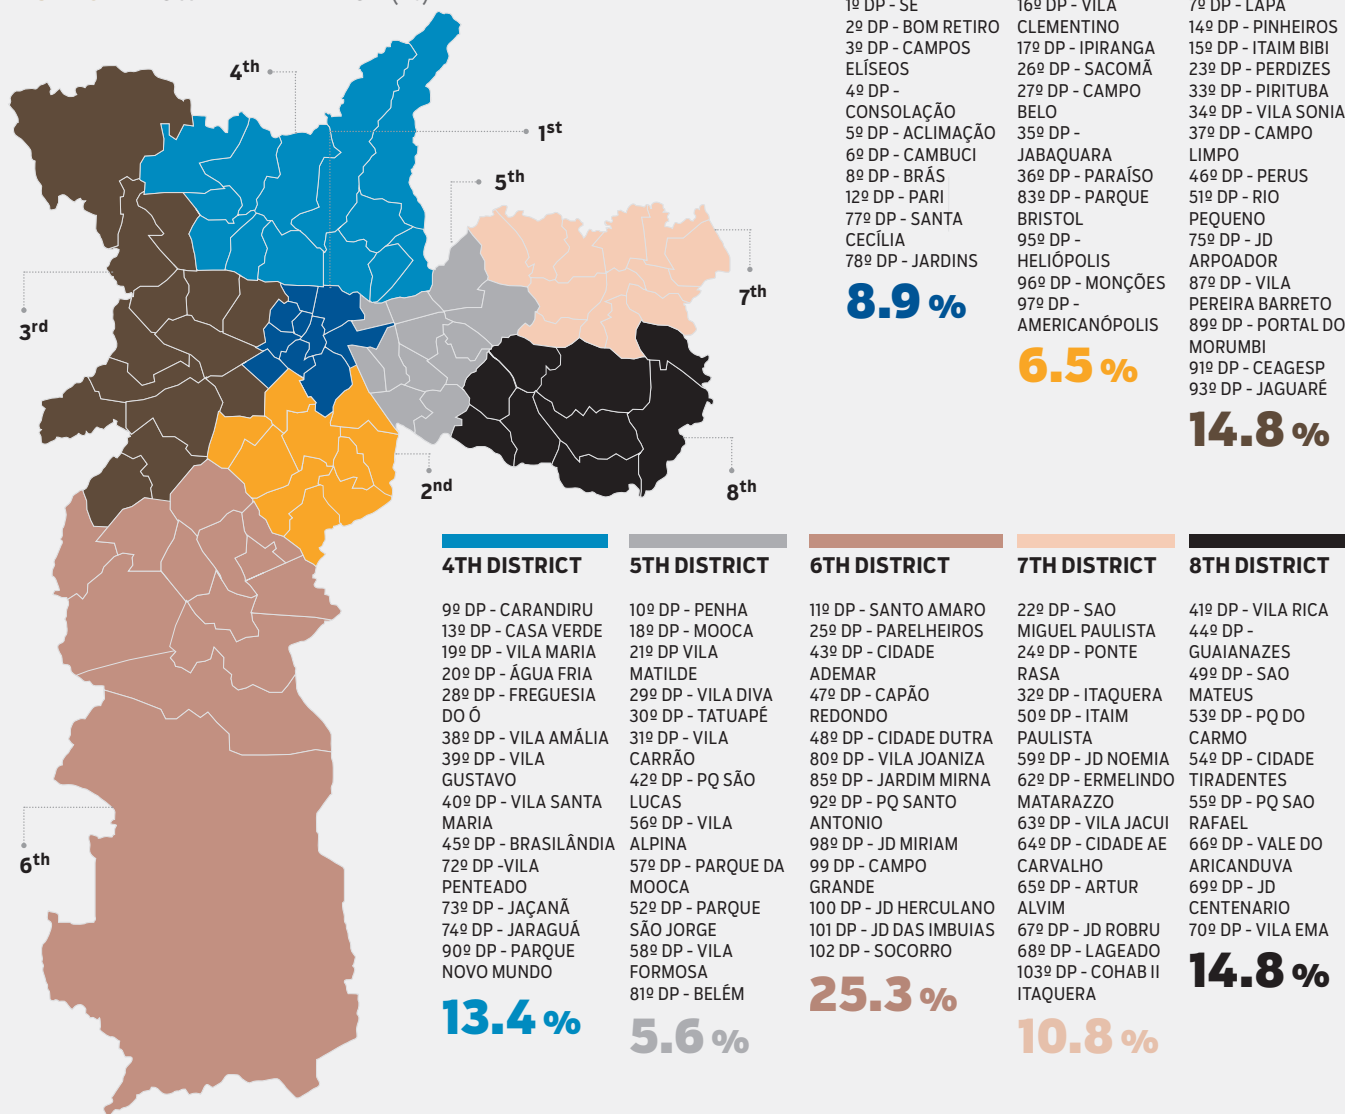 1º DP - SÉ
2º DP - BOM RETIRO
3º DP - CAMPOS
ELÍSEOS
4º DP -
CONSOLAÇÃO
5º DP - ACLIMAÇÃO
6º DP - CAMBUCI
8º DP - BRÁS
12º DP - PARI
77º DP - SANTA
CECÍLIA
78º DP - JARDINS
8.9 %
16º DP - VILA
CLEMENTINO
17º DP - IPIRANGA
26º DP - SACOMÃ
27º DP - CAMPO
BELO
35º DP -
JABAQUARA
36º DP - PARAÍSO
83º DP - PARQUE
BRISTOL
95º DP -
HELIÓPOLIS
96º DP - MONÇÕES
97º DP -
AMERICANÓPOLIS
6.5 %
7º DP - LAPA
14º DP - PINHEIROS
15º DP - ITAIM BIBI
23º DP - PERDIZES
33º DP - PIRITUBA
34º DP - VILA SONIA
37º DP - CAMPO
LIMPO
46º DP - PERUS
51º DP - RIO
PEQUENO
75º DP - JD
ARPOADOR
87º DP - VILA
PEREIRA BARRETO
89º DP - PORTAL DO
MORUMBI
91º DP - CEAGESP
93º DP - JAGUARÉ
14.8 %
4th
1st
5th
7th
3rd
2nd
8th
6th
4TH DISTRICT
9º DP - CARANDIRU
13º DP - CASA VERDE
19º DP - VILA MARIA
20º DP - ÁGUA FRIA
28º DP - FREGUESIA
DO Ó
38º DP - VILA AMÁLIA
39º DP - VILA
GUSTAVO
40º DP - VILA SANTA
MARIA
45º DP - BRASILÂNDIA
72º DP -VILA
PENTEADO
73º DP - JAÇANÃ
74º DP - JARAGUÁ
90º DP - PARQUE
NOVO MUNDO
13.4 %
5TH DISTRICT
10º DP - PENHA
18º DP - MOOCA
21º DP VILA
MATILDE
29º DP - VILA DIVA
30º DP - TATUAPÉ
31º DP - VILA
CARRÃO
42º DP - PQ SÃO
LUCAS
56º DP - VILA
ALPINA
57º DP - PARQUE DA
MOOCA
52º DP - PARQUE
SÃO JORGE
58º DP - VILA
FORMOSA
81º DP - BELÉM
5.6 %
6TH DISTRICT
11º DP - SANTO AMARO
25º DP - PARELHEIROS
43º DP - CIDADE
ADEMAR
47º DP - CAPÃO
REDONDO
48º DP - CIDADE DUTRA
80º DP - VILA JOANIZA
85º DP - JARDIM MIRNA
92º DP - PQ SANTO
ANTONIO
98º DP - JD MIRIAM
99 DP - CAMPO
GRANDE
100 DP - JD HERCULANO
101 DP - JD DAS IMBUIAS
102 DP - SOCORRO
25.3 %
7TH DISTRICT
22º DP - SAO
MIGUEL PAULISTA
24º DP - PONTE
RASA
32º DP - ITAQUERA
50º DP - ITAIM
PAULISTA
59º DP - JD NOEMIA
62º DP - ERMELINDO
MATARAZZO
63º DP - VILA JACUI
64º DP - CIDADE AE
CARVALHO
65º DP - ARTUR
ALVIM
67º DP - JD ROBRU
68º DP - LAGEADO
103º DP - COHAB II
ITAQUERA
10.8 %
8TH DISTRICT
41º DP - VILA RICA
44º DP -
GUAIANAZES
49º DP - SAO
MATEUS
53º DP - PQ DO
CARMO
54º DP - CIDADE
TIRADENTES
55º DP - PQ SAO
RAFAEL
66º DP - VALE DO
ARICANDUVA
69º DP - JD
CENTENARIO
70º DP - VILA EMA
14.8 %